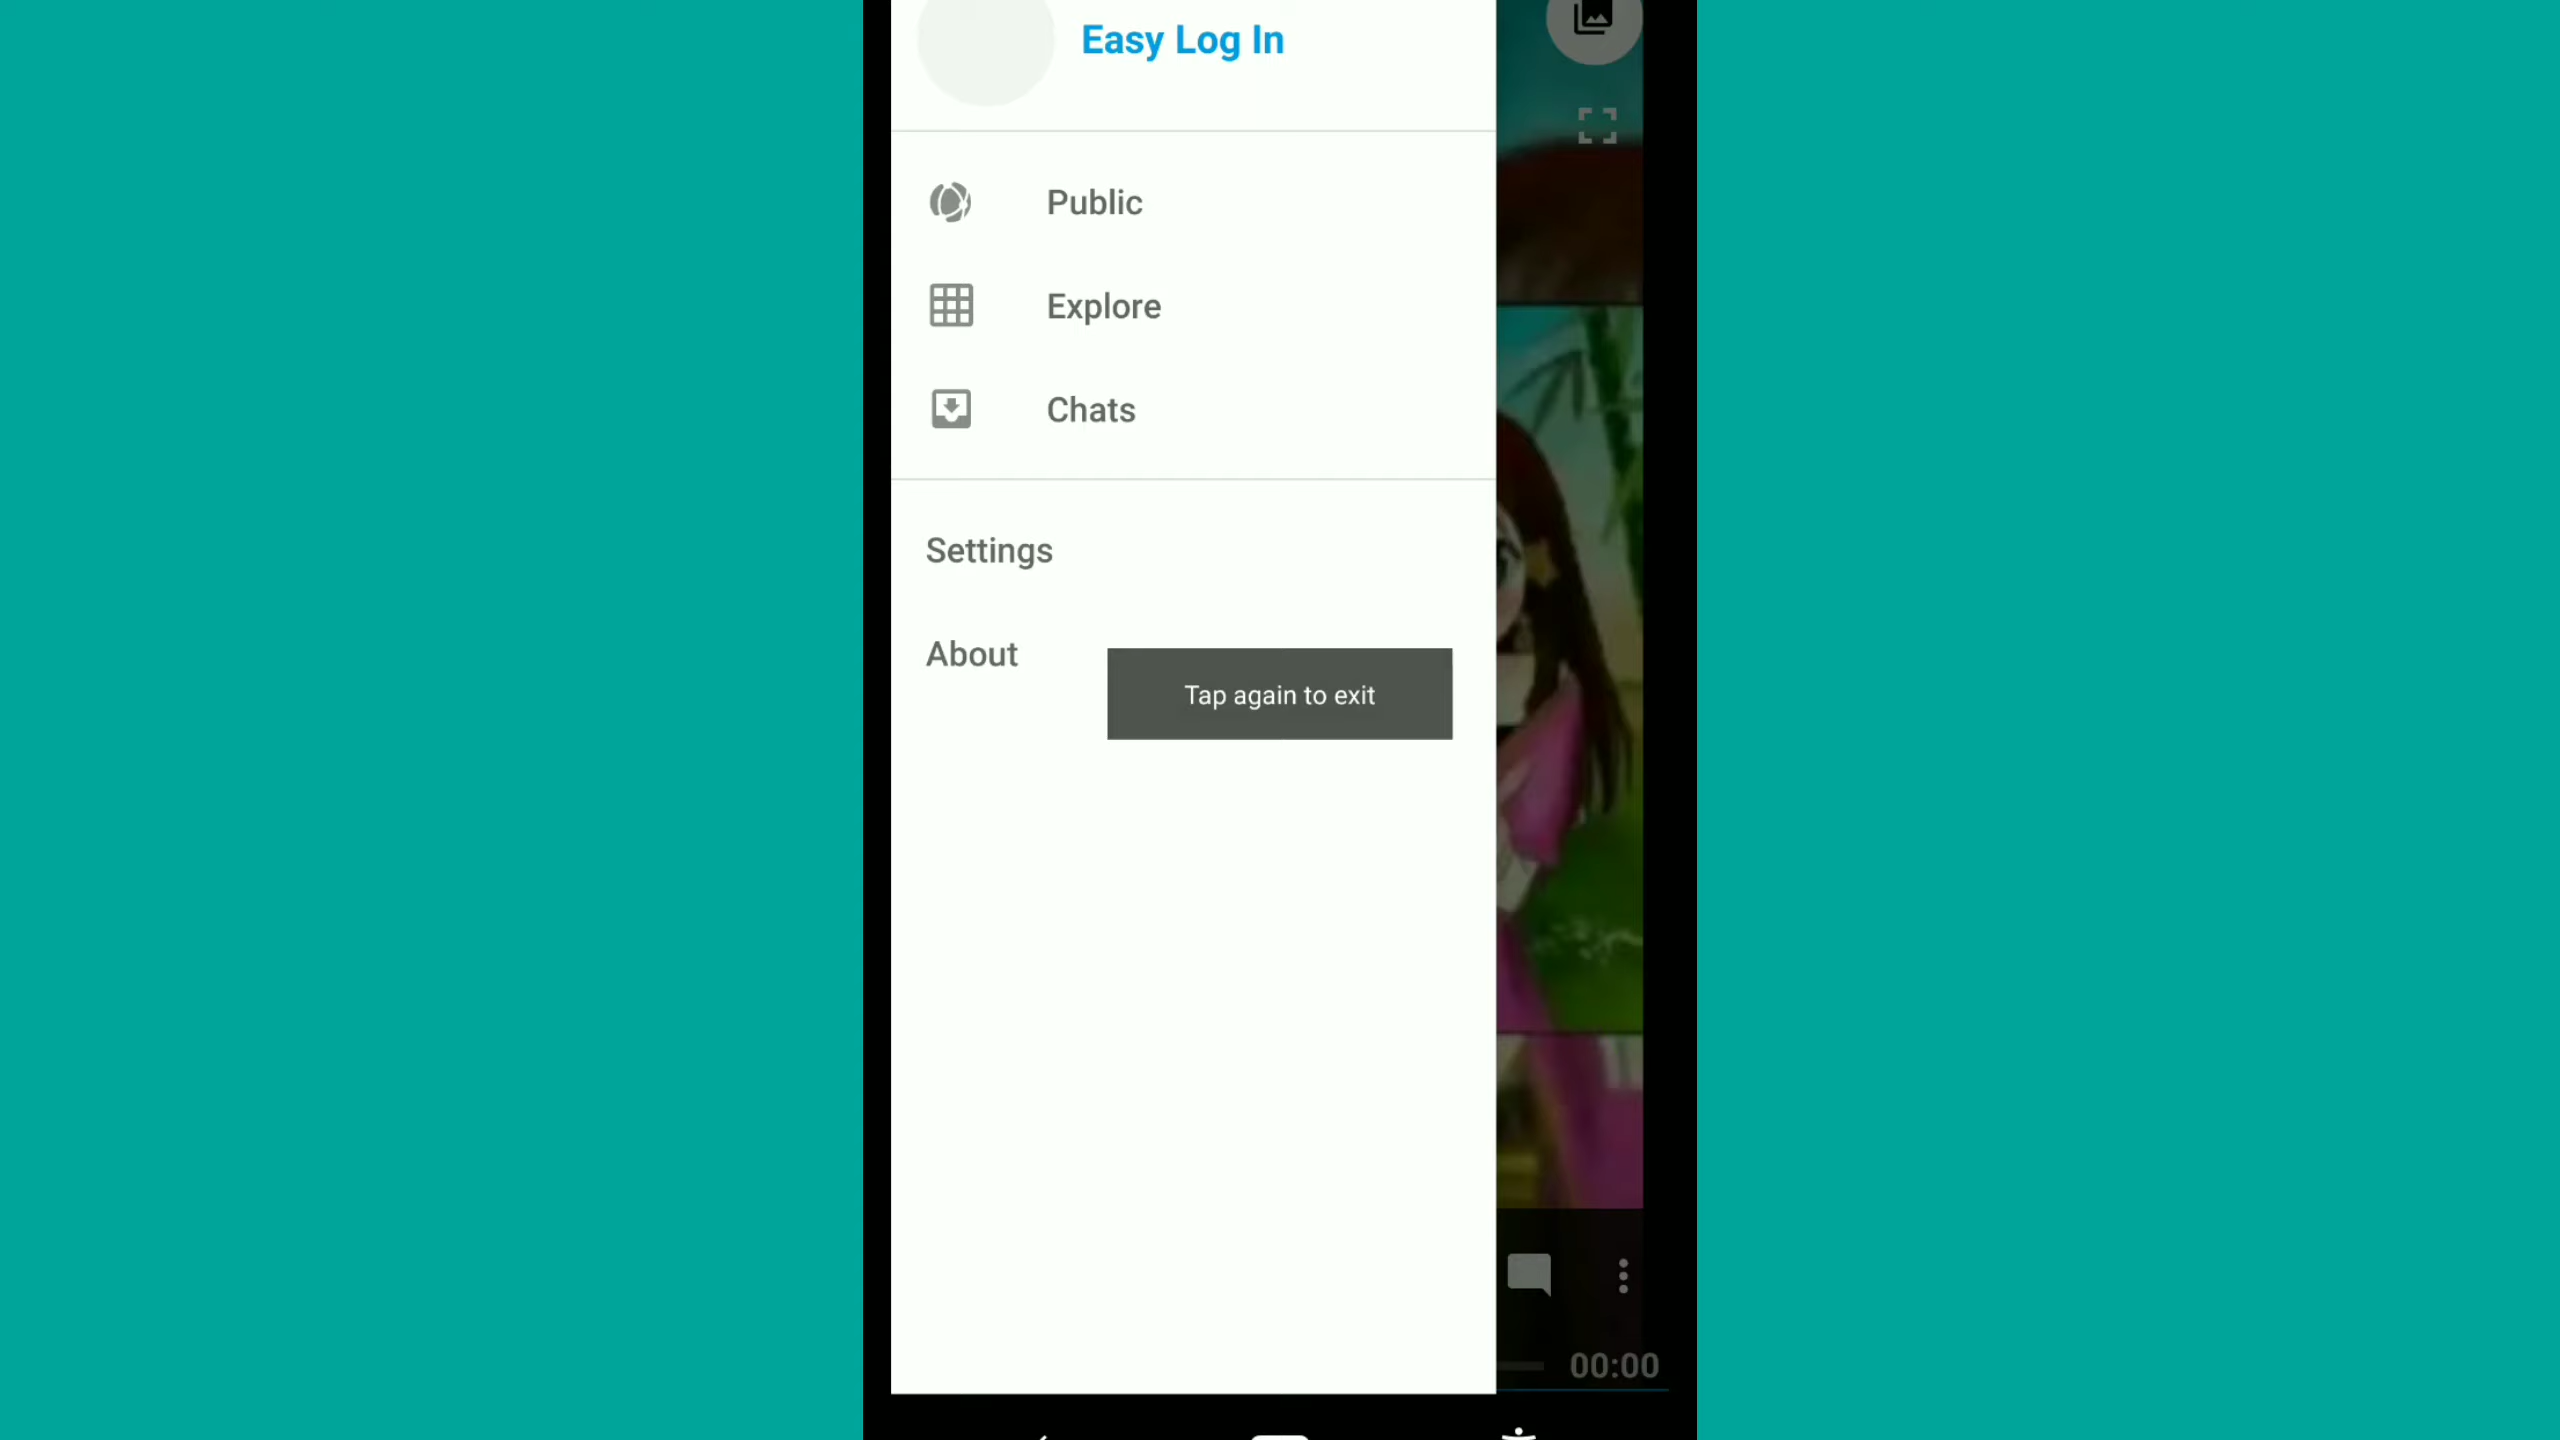 Easy Log In
Public
Explore
Chats
Settings
About
Tap again to exit
00:00